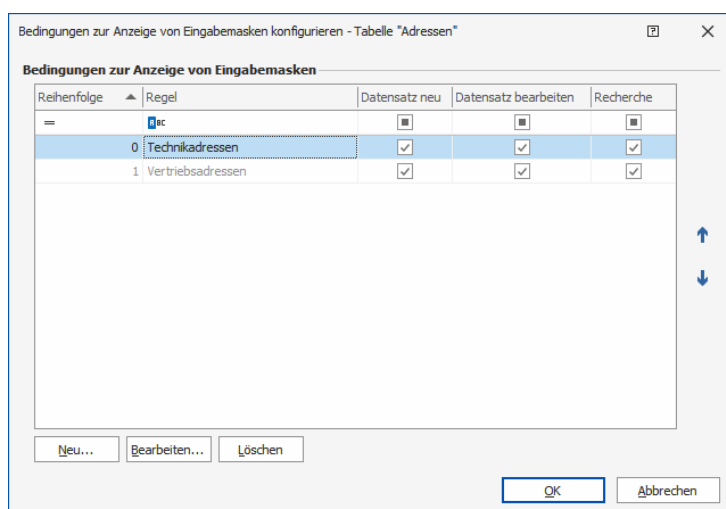 Bedingungen zur Anzeige von Eingabemasken konfigurieren - Tabelle "Adressen"
Bedingungen zur Anzeige von Eingabemasken
Reihenfolge Regel Datensatz neu Datensatz bearbeiten Recherche
= ABC
0 Technikadressen
1 Vertriebsadressen
Neu... Bearbeiten... Löschen
OK Abbrechen